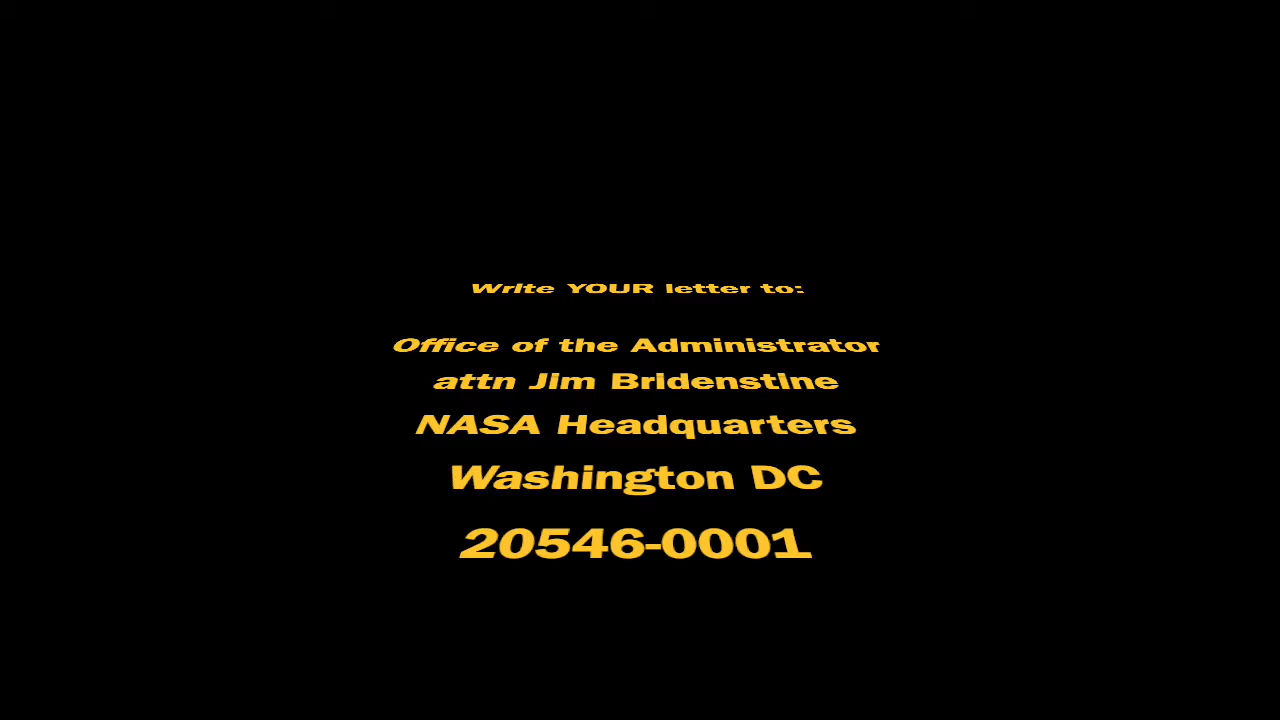 Write YOUR letter to:
Office of the Administrator
attn Jim Bridenstine
NASA Headquarters
Washington DC
20546-0001